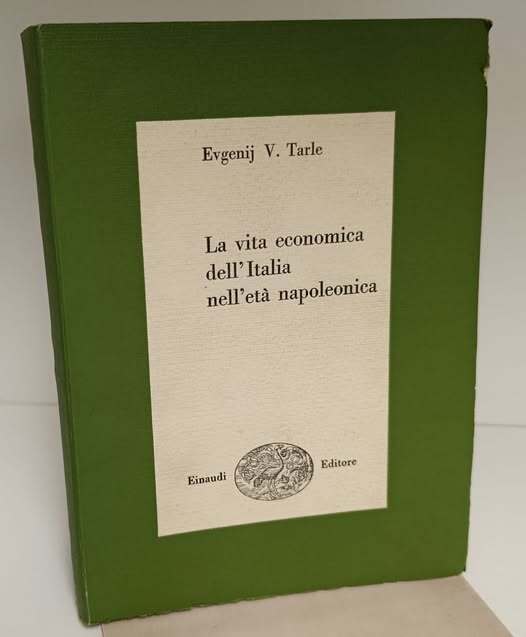 Evgenij V. Tarle
La vita economica
dell'Italia
nell'età napoleonica
Einaudi Editore